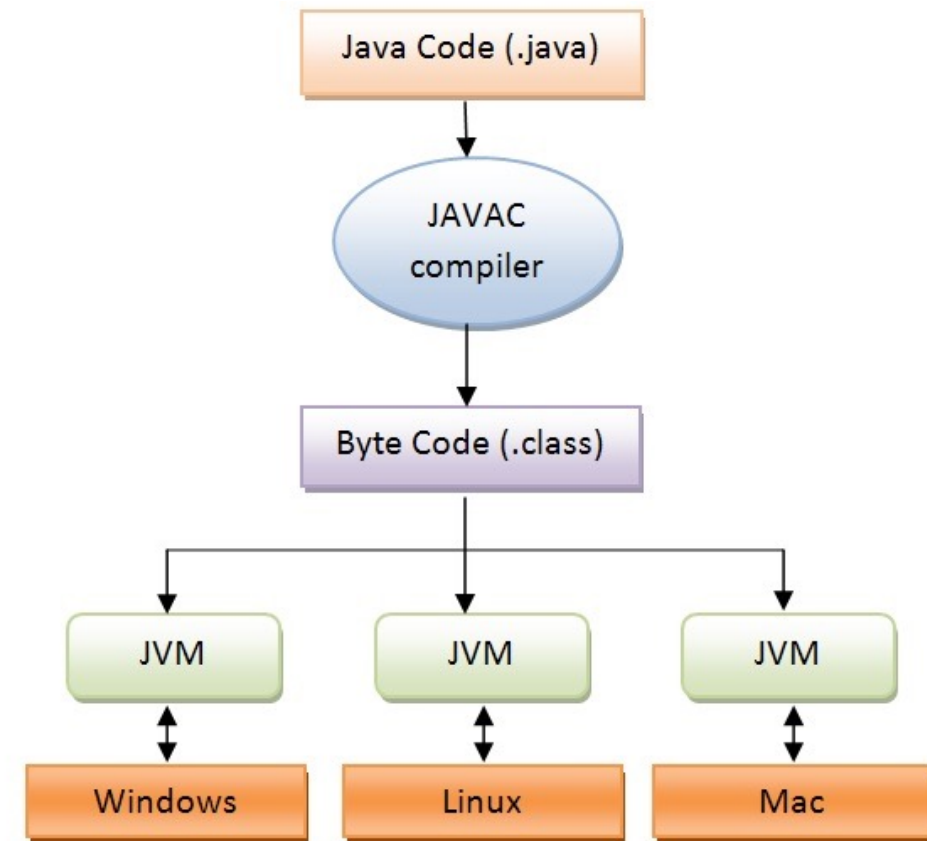 Java Code (.java)
JAVAC
compiler
Byte Code (.class)
JVM
JVM
JVM
Windows
Linux
Mac